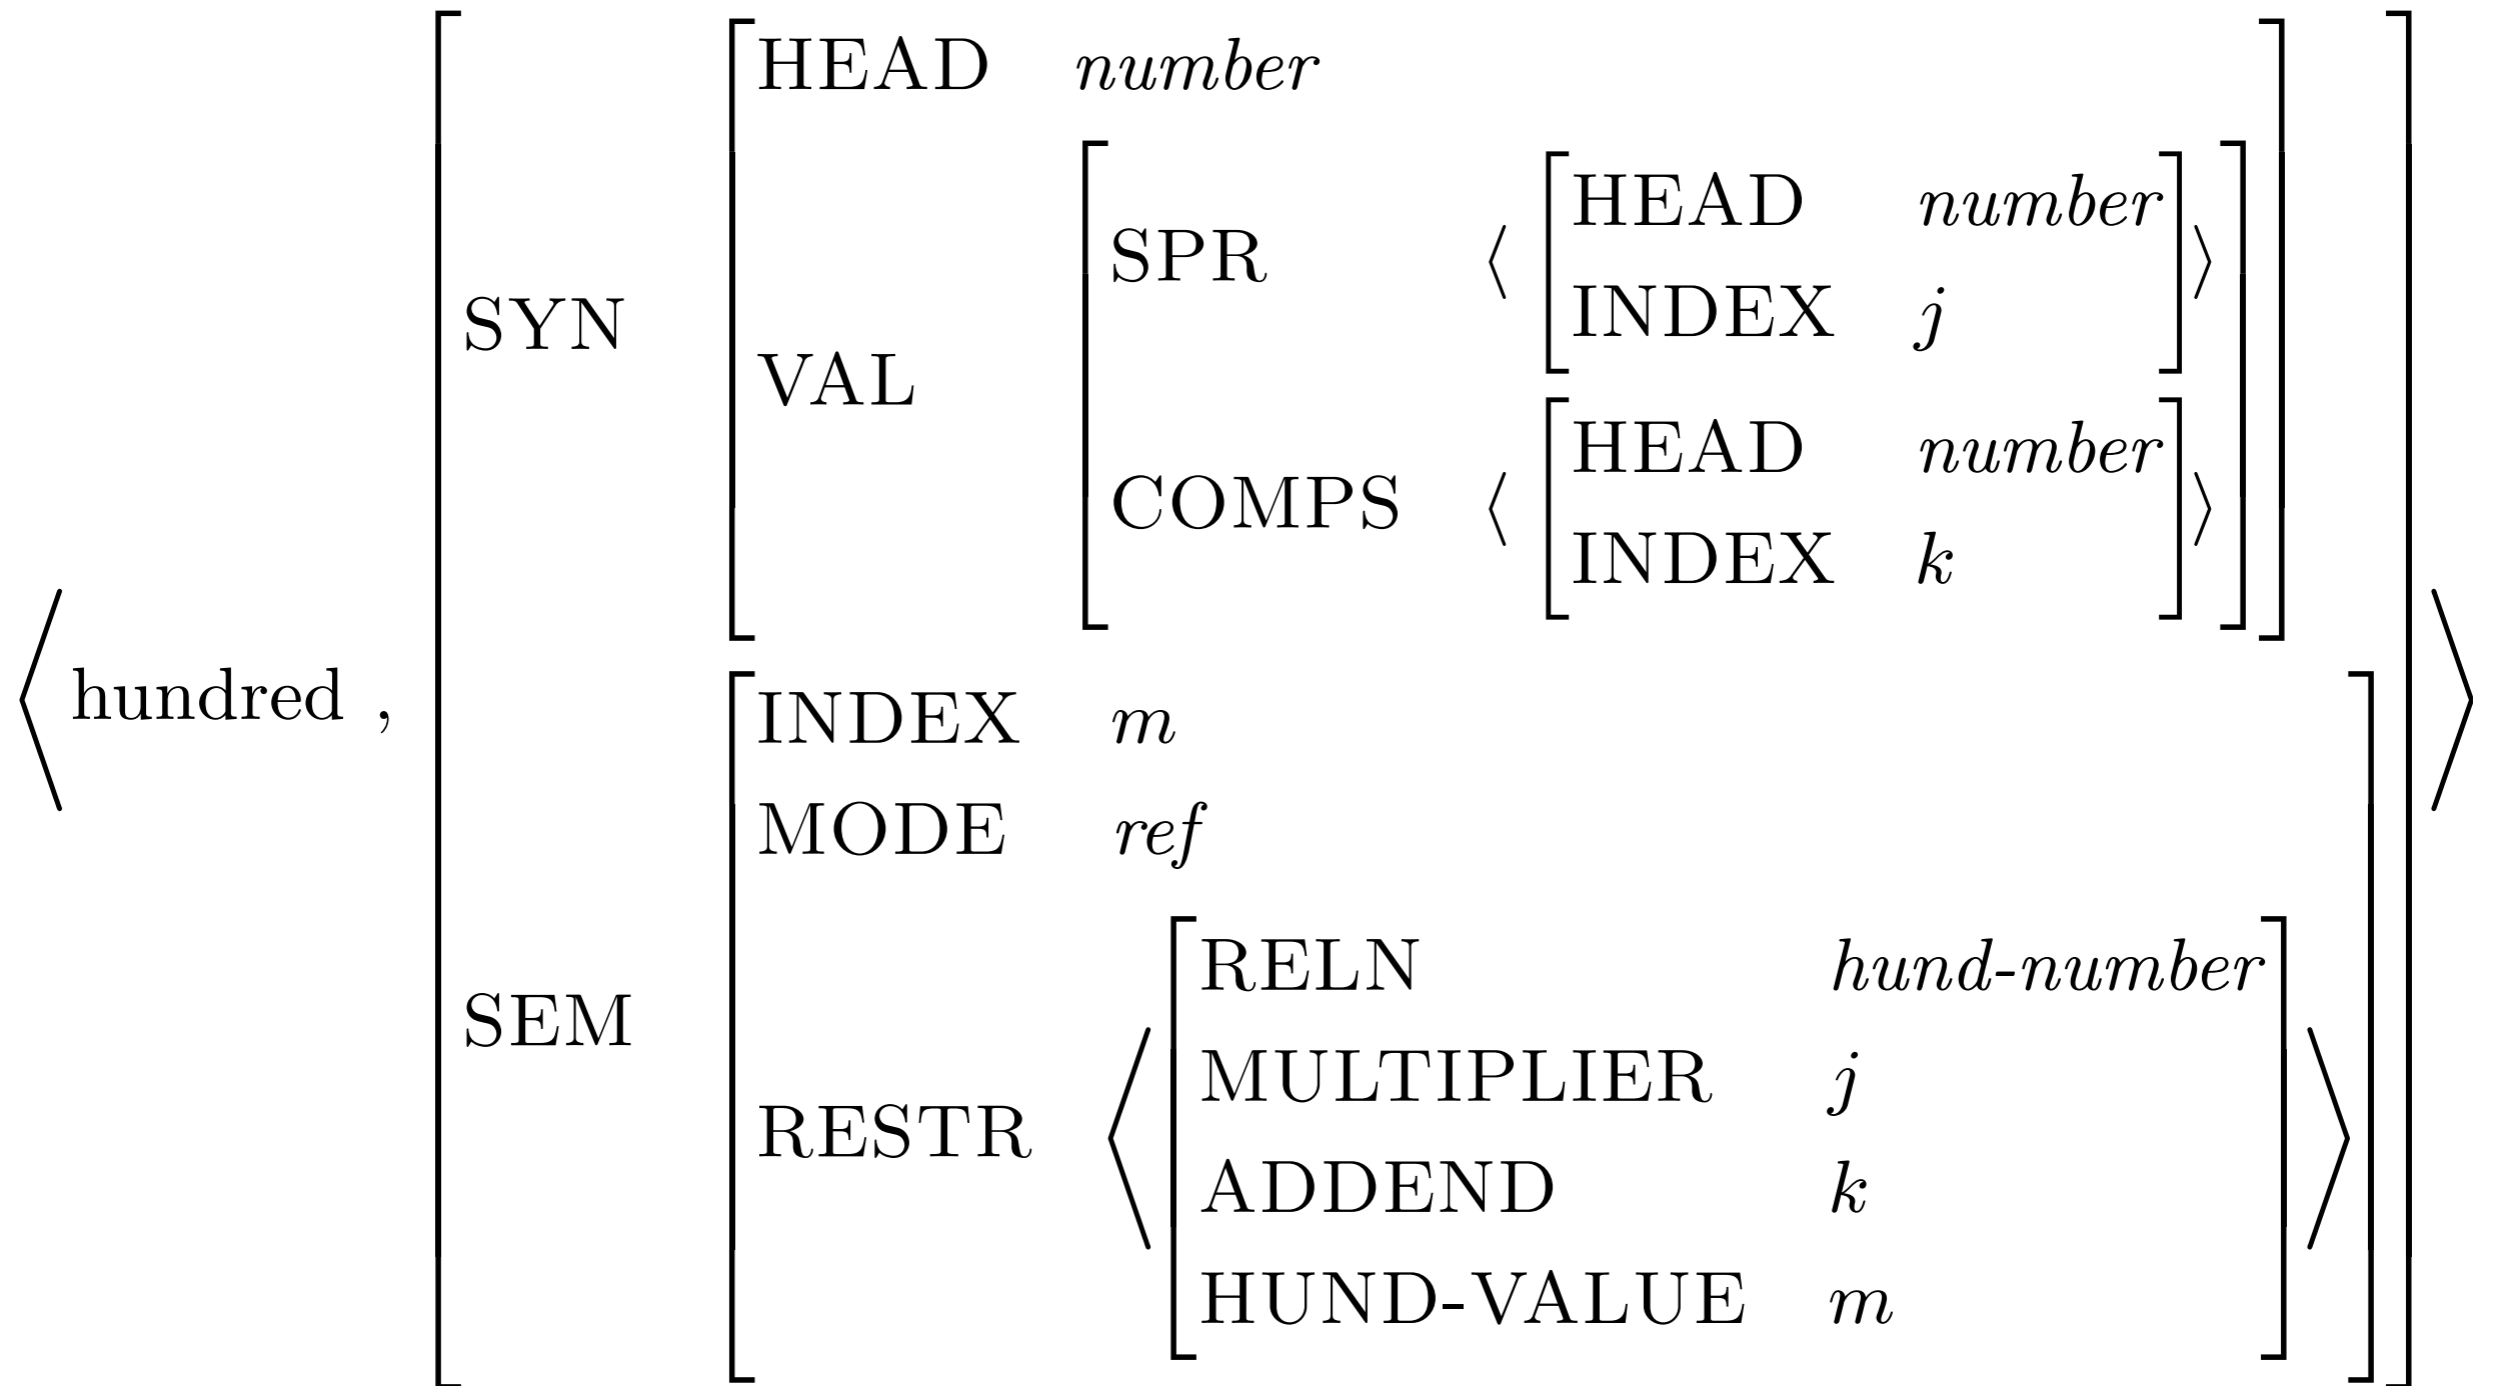 HEAD number
SPR ⟨ [ HEAD number
INDEX j ] ⟩
SYN
VAL
COMPS ⟨ [ HEAD number
INDEX k ] ⟩
⟨ hundred ,
INDEX m
MODE ref
SEM
RESTR ⟨ [ RELN hund-number
MULTIPLIER j
ADDEND k
HUND-VALUE m ] ⟩ ⟩